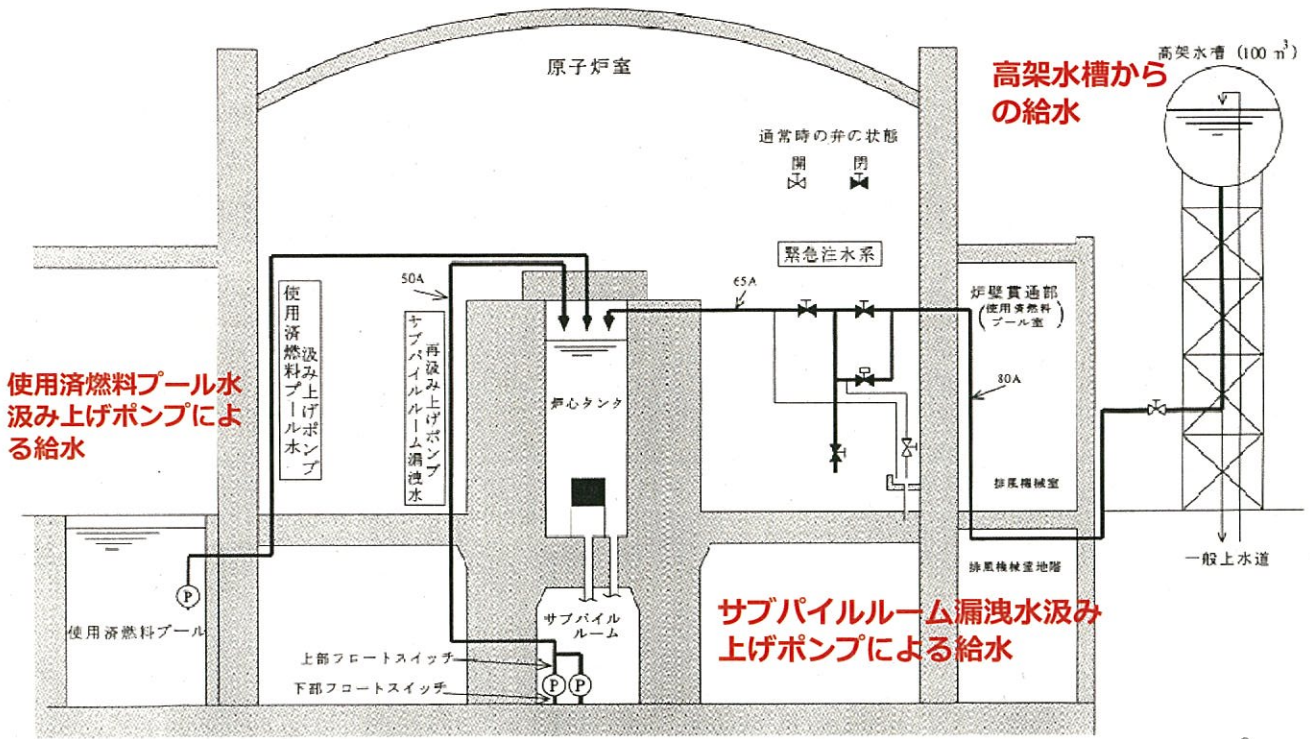 原子炉室
高架水槽 (100 m³)
高架水槽から
の給水
通常時の弁の状態
開
閉
緊急注水系
50A
65A
炉壁貫通部
(使用済燃料
プール室)
使用済燃料プール水
汲み上げポンプ
サブパイルルーム漏洩水
再汲み上げポンプ
使用済燃料プール水
汲み上げポンプによ
る給水
炉心タンク
80A
排風機械室
一般上水道
排風機械室地階
P
使用済燃料プール
サブパイル
ルーム
サブパイルルーム漏洩水汲み
上げポンプによる給水
上部フロートスイッチ
下部フロートスイッチ
P
P